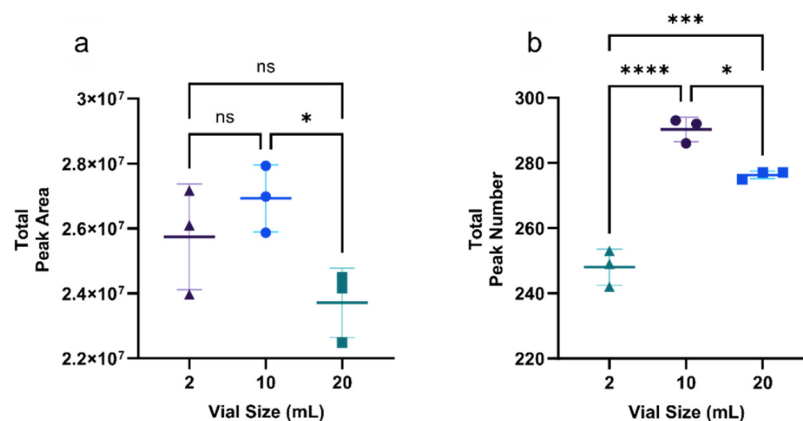 a
ns
ns
*
3×10⁷
2.8×10⁷
2.6×10⁷
2.4×10⁷
2.2×10⁷
Total
Peak Area
2
10
20
Vial Size (mL)
b
***
****
*
300
280
260
240
220
Total
Peak Number
2
10
20
Vial Size (mL)